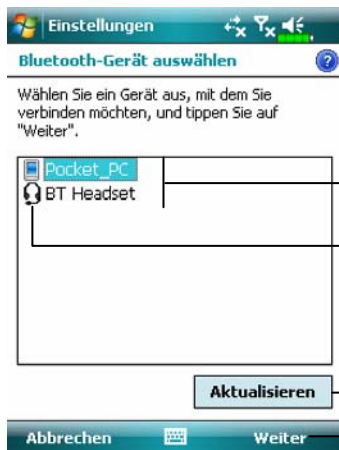 Einstellungen
Bluetooth-Gerät auswählen
Wählen Sie ein Gerät aus, mit dem Sie
verbinden möchten, und tippen Sie auf
"Weiter".
Pocket_PC
BT Headset
Aktualisieren
Abbrechen Weiter